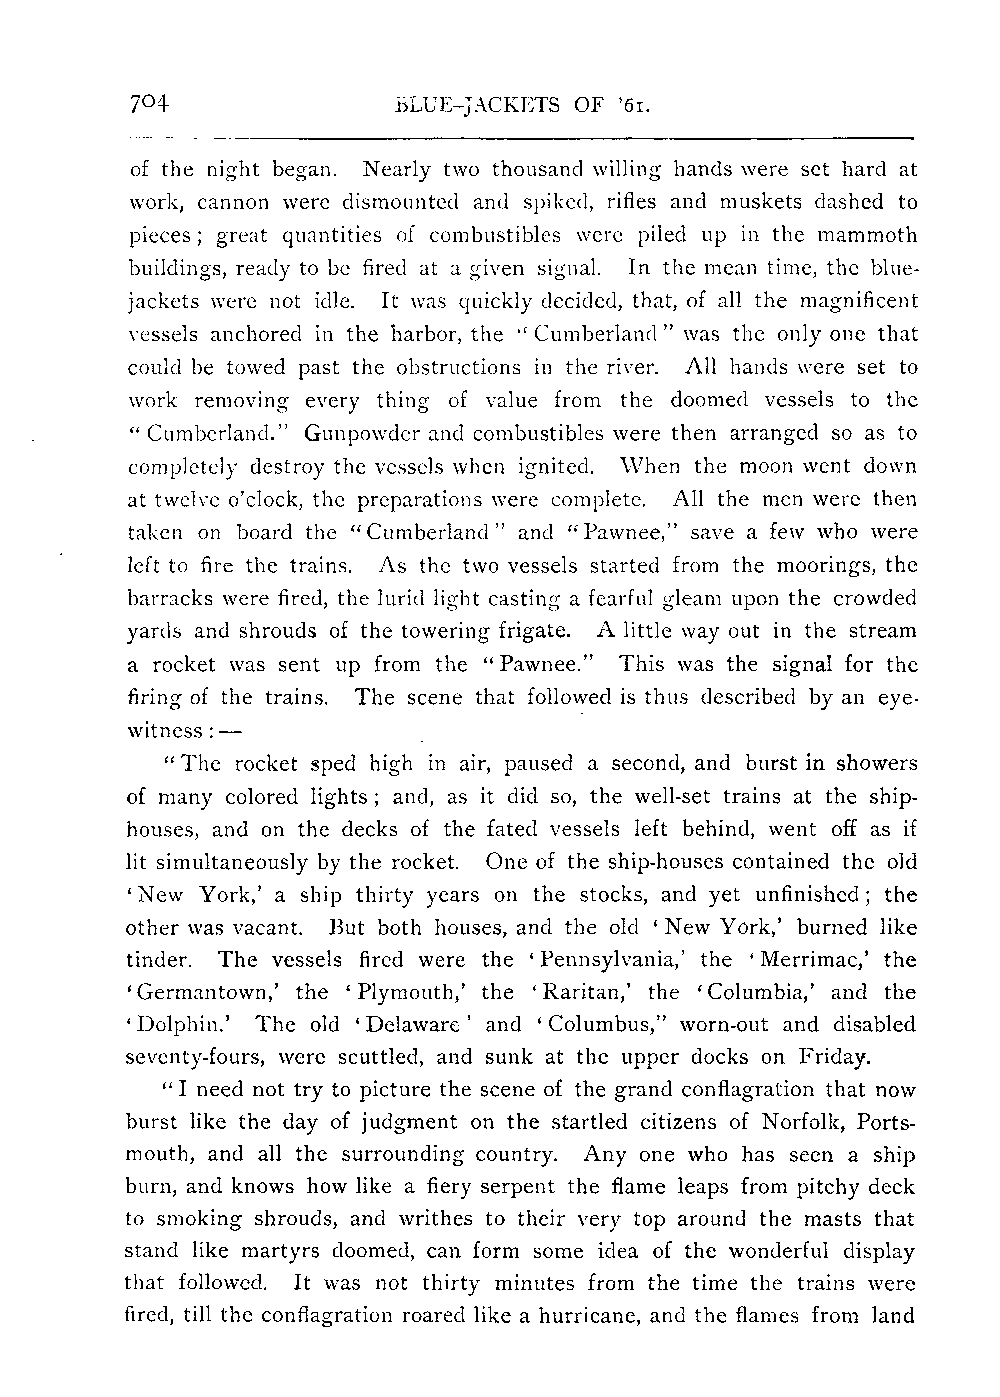 704 BLUE-JACKETS OF '61.
of the night began. Nearly two thousand willing hands were set hard at
work, cannon were dismounted and spiked, rifles and muskets dashed to
pieces; great quantities of combustibles were piled up in the mammoth
buildings, ready to be fired at a given signal. In the mean time, the blue-
jackets were not idle. It was quickly decided, that, of all the magnificent
vessels anchored in the harbor, the "Cumberland" was the only one that
could be towed past the obstructions in the river. All hands were set to
work removing every thing of value from the doomed vessels to the
"Cumberland." Gunpowder and combustibles were then arranged so as to
completely destroy the vessels when ignited. When the moon went down
at twelve o'clock, the preparations were complete. All the men were then
taken on board the "Cumberland" and "Pawnee," save a few who were
left to fire the trains. As the two vessels started from the moorings, the
barracks were fired, the lurid light casting a fearful gleam upon the crowded
yards and shrouds of the towering frigate. A little way out in the stream
a rocket was sent up from the "Pawnee." This was the signal for the
firing of the trains. The scene that followed is thus described by an eye-
witness:—
"The rocket sped high in air, paused a second, and burst in showers
of many colored lights; and, as it did so, the well-set trains at the ship-
houses, and on the decks of the fated vessels left behind, went off as if
lit simultaneously by the rocket. One of the ship-houses contained the old
'New York,' a ship thirty years on the stocks, and yet unfinished; the
other was vacant. But both houses, and the old 'New York,' burned like
tinder. The vessels fired were the 'Pennsylvania,' the 'Merrimac,' the
'Germantown,' the 'Plymouth,' the 'Raritan,' the 'Columbia,' and the
'Dolphin.' The old 'Delaware' and 'Columbus," worn-out and disabled
seventy-fours, were scuttled, and sunk at the upper docks on Friday.
"I need not try to picture the scene of the grand conflagration that now
burst like the day of judgment on the startled citizens of Norfolk, Ports-
mouth, and all the surrounding country. Any one who has seen a ship
burn, and knows how like a fiery serpent the flame leaps from pitchy deck
to smoking shrouds, and writhes to their very top around the masts that
stand like martyrs doomed, can form some idea of the wonderful display
that followed. It was not thirty minutes from the time the trains were
fired, till the conflagration roared like a hurricane, and the flames from land